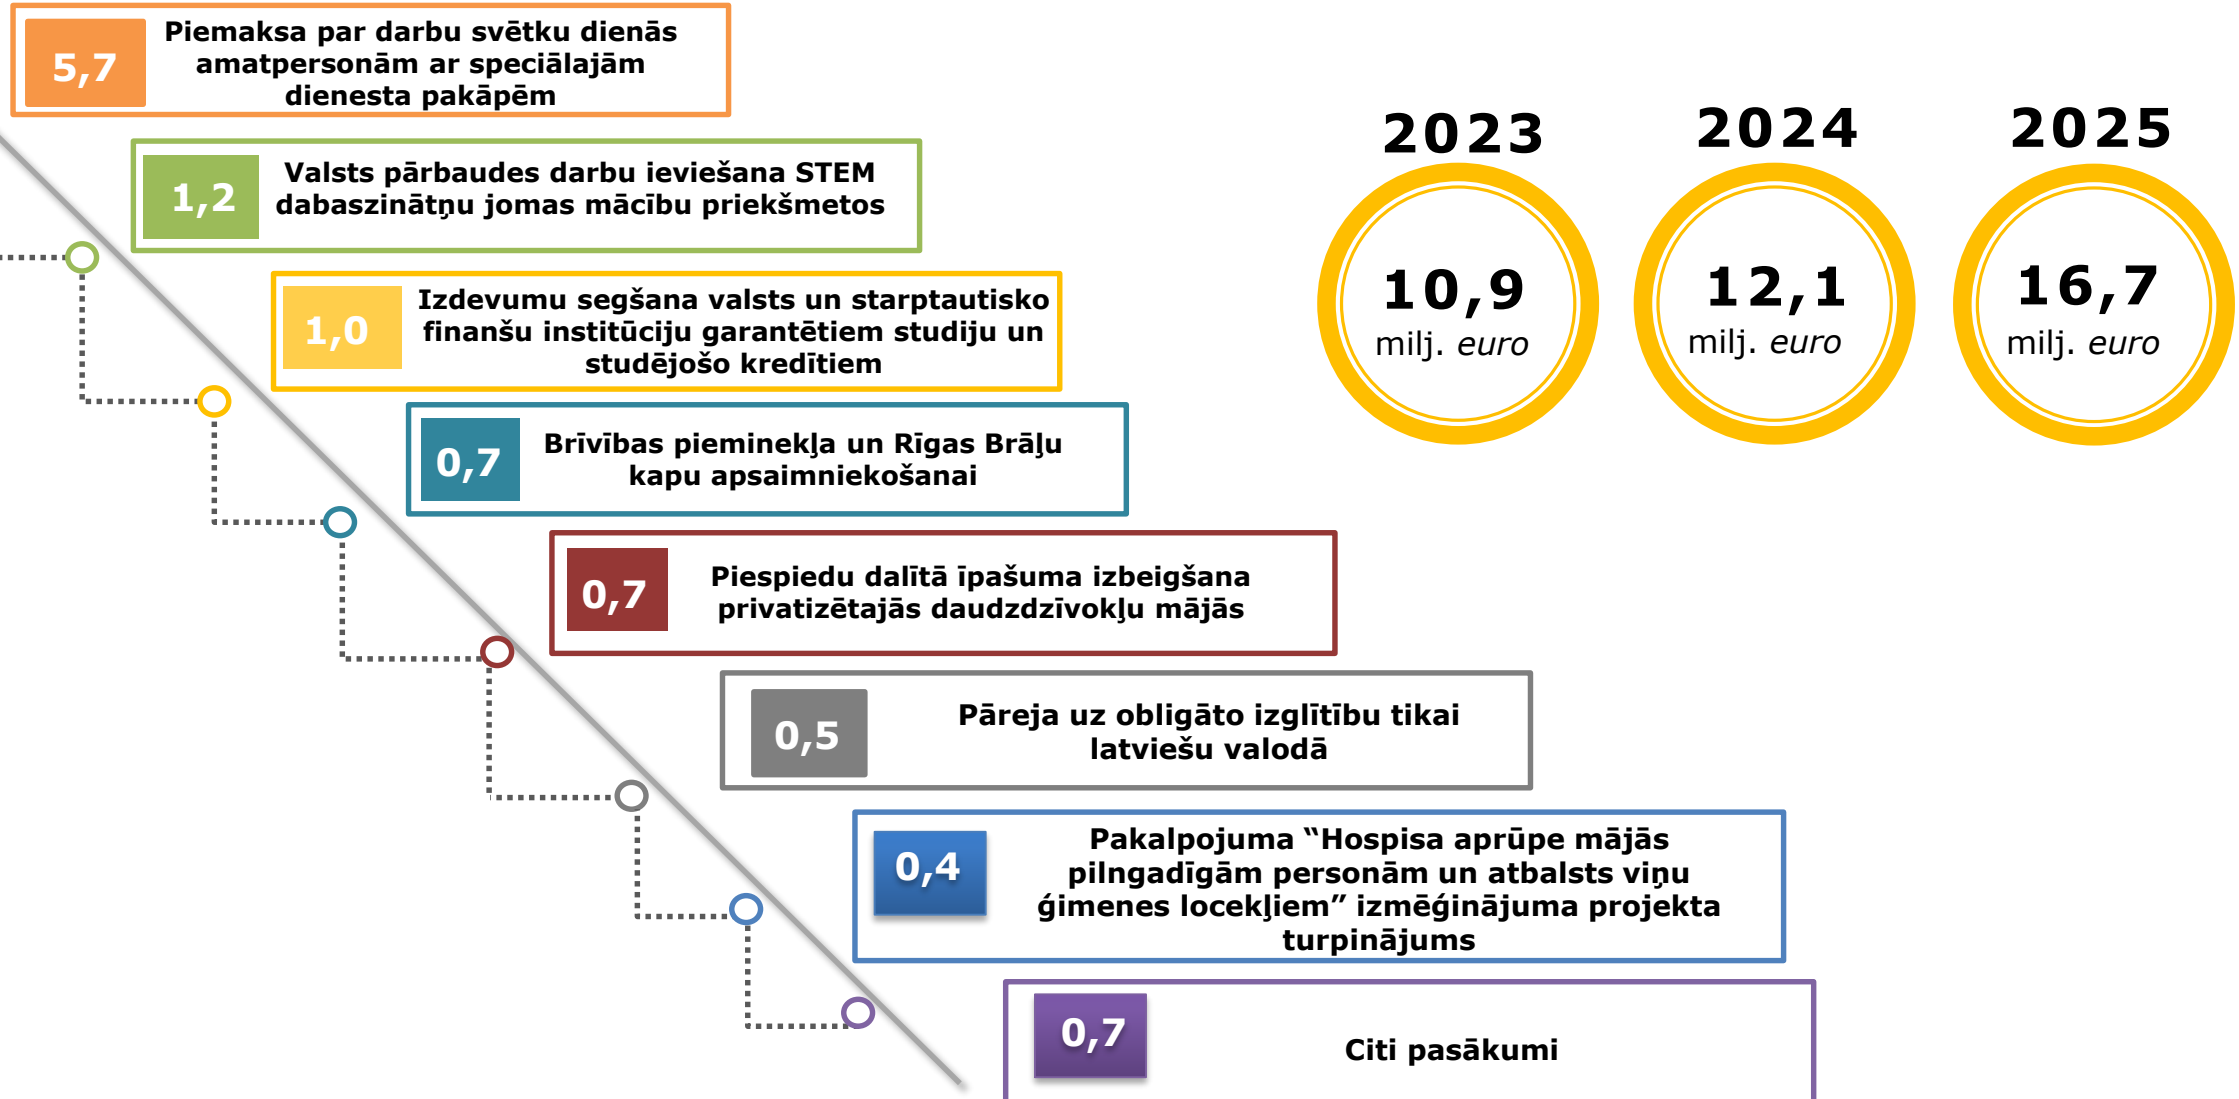 5,7
Piemaksa par darbu svētku dienās
amatpersonām ar speciālajām
dienesta pakāpēm
1,2
Valsts pārbaudes darbu ieviešana STEM
dabaszinātņu jomas mācību priekšmetos
1,0
Izdevumu segšana valsts un starptautisko
finanšu institūciju garantētiem studiju un
studējošo kredītiem
0,7
Brīvības pieminekļa un Rīgas Brāļu
kapu apsaimniekošanai
0,7
Piespiedu dalītā īpašuma izbeigšana
privatizētajās daudzdzīvokļu mājās
0,5
Pāreja uz obligāto izglītību tikai
latviešu valodā
0,4
Pakalpojuma “Hospisa aprūpe mājās
pilngadīgām personām un atbalsts viņu
ģimenes locekļiem” izmēģinājuma projekta
turpinājums
0,7
Citi pasākumi
2023
10,9
milj. euro
2024
12,1
milj. euro
2025
16,7
milj. euro